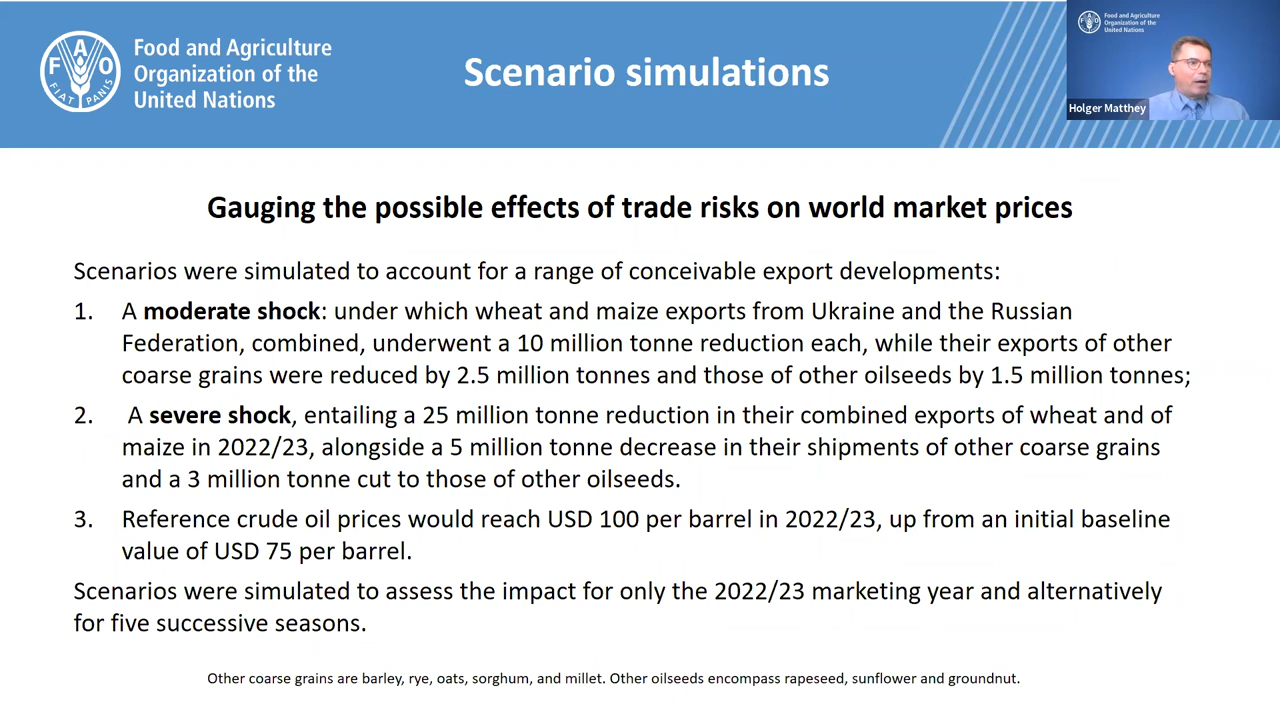 Food and Agriculture
Organization of the
United Nations
F A O
FIAT PANIS
Scenario simulations
Food and Agriculture
Organization of the
United Nations
Holger Matthey
Gauging the possible effects of trade risks on world market prices
Scenarios were simulated to account for a range of conceivable export developments:
1. A moderate shock: under which wheat and maize exports from Ukraine and the Russian
Federation, combined, underwent a 10 million tonne reduction each, while their exports of other
coarse grains were reduced by 2.5 million tonnes and those of other oilseeds by 1.5 million tonnes;
2. A severe shock, entailing a 25 million tonne reduction in their combined exports of wheat and of
maize in 2022/23, alongside a 5 million tonne decrease in their shipments of other coarse grains
and a 3 million tonne cut to those of other oilseeds.
3. Reference crude oil prices would reach USD 100 per barrel in 2022/23, up from an initial baseline
value of USD 75 per barrel.
Scenarios were simulated to assess the impact for only the 2022/23 marketing year and alternatively
for five successive seasons.
Other coarse grains are barley, rye, oats, sorghum, and millet. Other oilseeds encompass rapeseed, sunflower and groundnut.